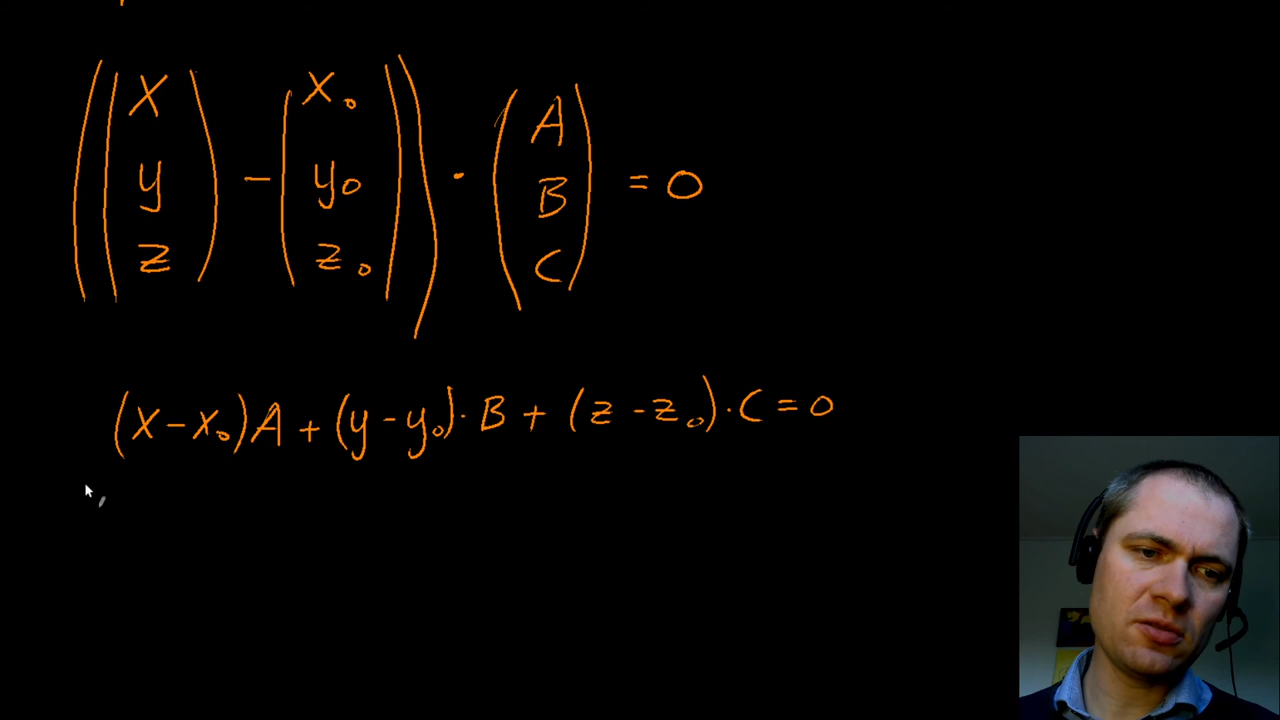 ((x y z) - (x₀ y₀ z₀)) · (A B C) = 0
(x-x₀)A + (y-y₀)·B + (z-z₀)·C = 0